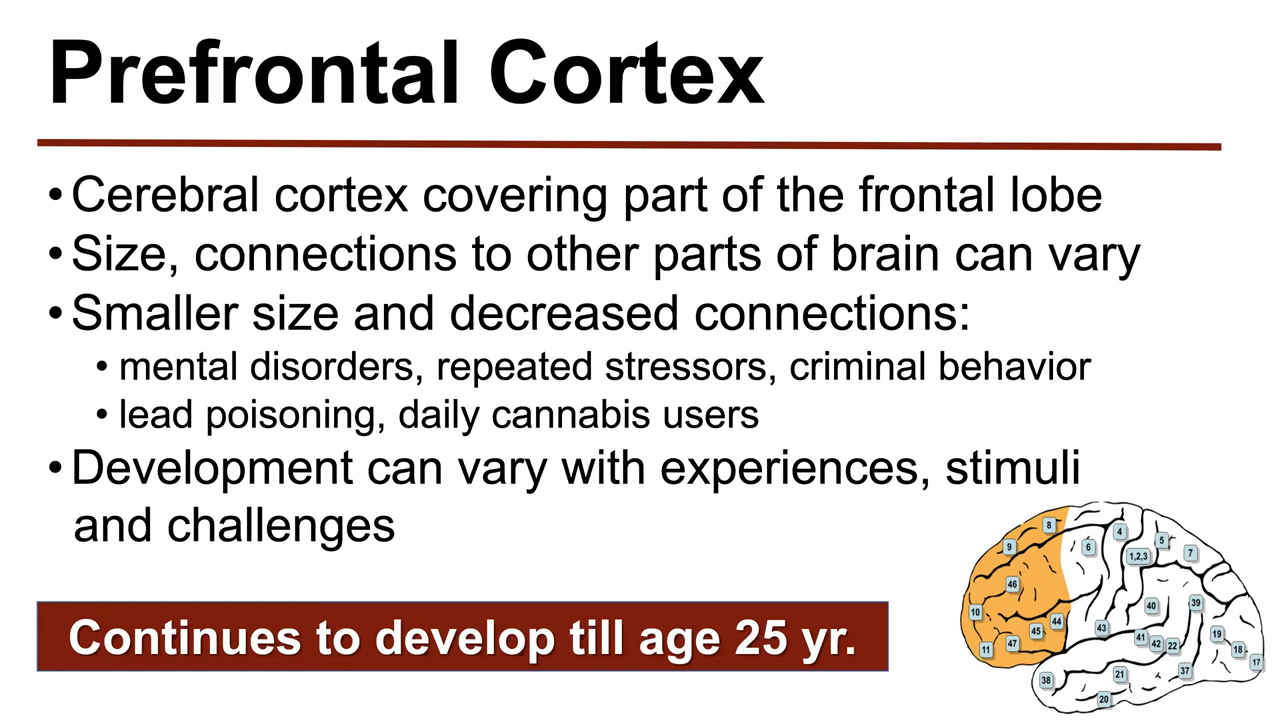 Prefrontal Cortex
•Cerebral cortex covering part of the frontal lobe
•Size, connections to other parts of brain can vary
•Smaller size and decreased connections:
• mental disorders, repeated stressors, criminal behavior
• lead poisoning, daily cannabis users
•Development can vary with experiences, stimuli
and challenges
Continues to develop till age 25 yr.
8
4
9
6
1,2,3
5
7
46
10
40
39
44
45
43
47
11
41
42
22
19
18
17
38
21
37
20